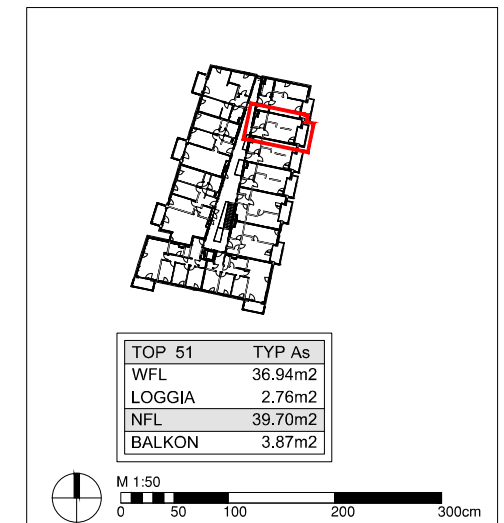 TOP 51 TYP As
WFL 36.94m2
LOGGIA 2.76m2
NFL 39.70m2
BALKON 3.87m2
M 1:50
0 50 100 200 300cm